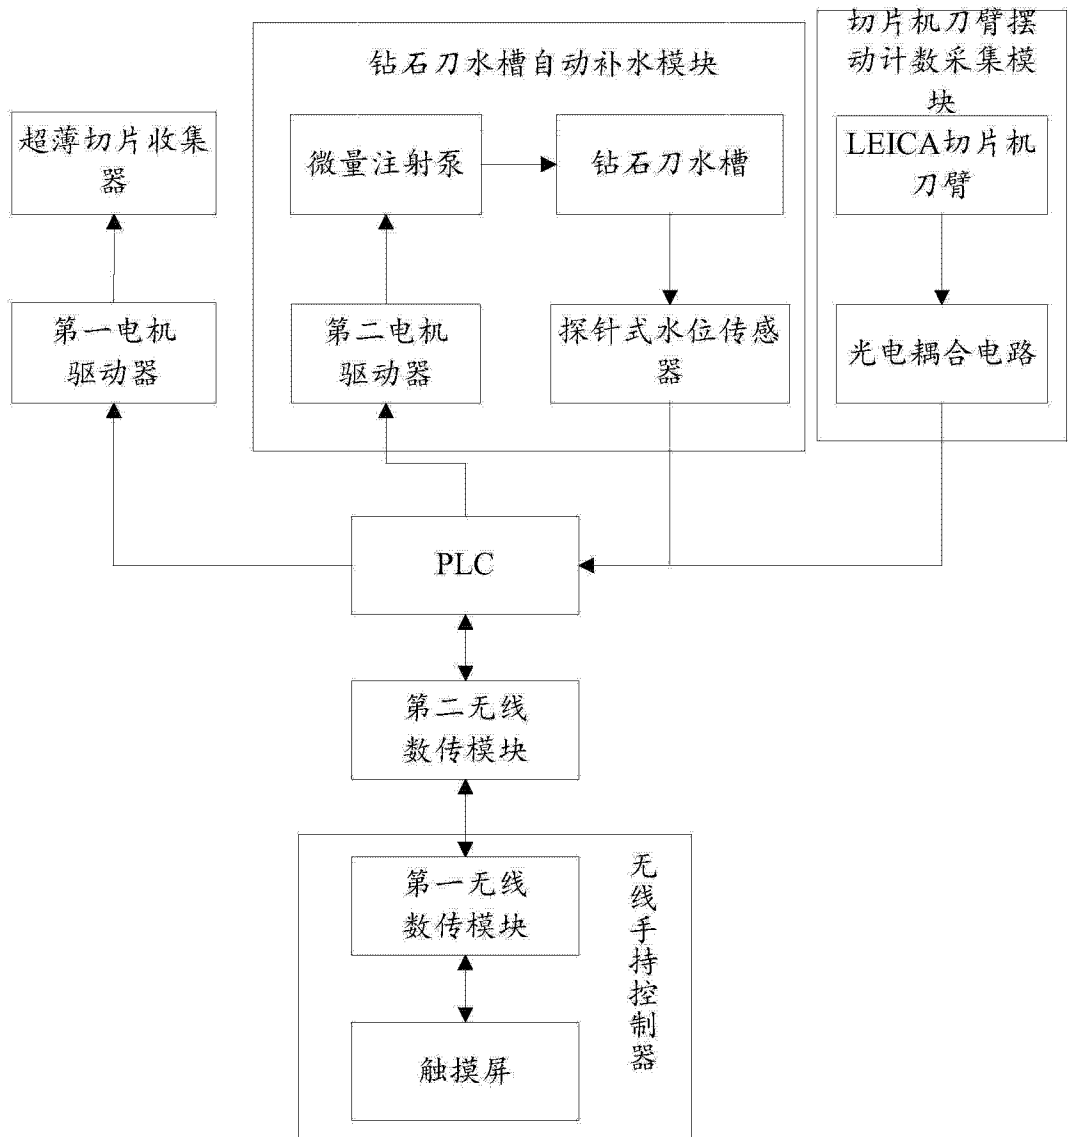 切片机刀臂摆
动计数采集模
块
钻石刀水槽自动补水模块
超薄切片收集
器
微量注射泵
钻石刀水槽
LEICA切片机
刀臂
第一电机
驱动器
第二电机
驱动器
探针式水位传感
器
光电耦合电路
PLC
第二无线
数传模块
第一无线
数传模块
无
线
手
持
控
制
器
触摸屏